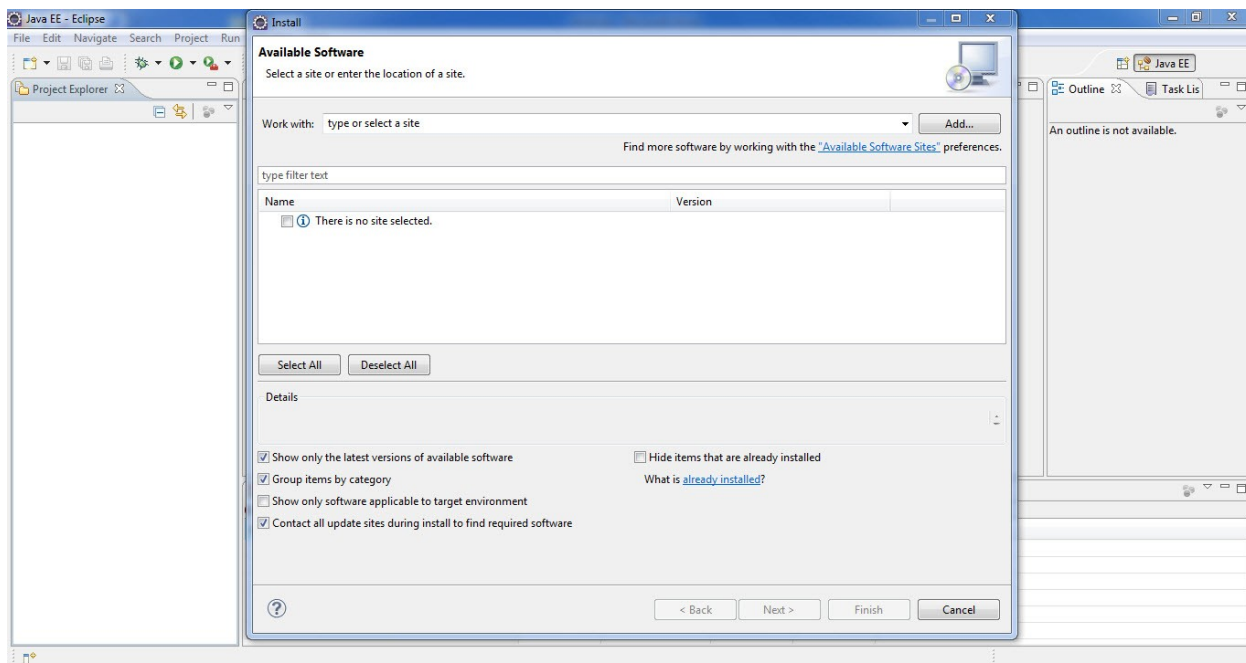 Java EE - Eclipse
Install
File Edit Navigate Search Project Run
Available Software
Select a site or enter the location of a site.
Java EE
Project Explorer
Outline Task Lis
Work with: type or select a site Add...
An outline is not available.
Find more software by working with the "Available Software Sites" preferences.
type filter text
Name Version
There is no site selected.
Select All Deselect All
Details
Show only the latest versions of available software Hide items that are already installed
Group items by category What is already installed?
Show only software applicable to target environment
Contact all update sites during install to find required software
< Back Next > Finish Cancel